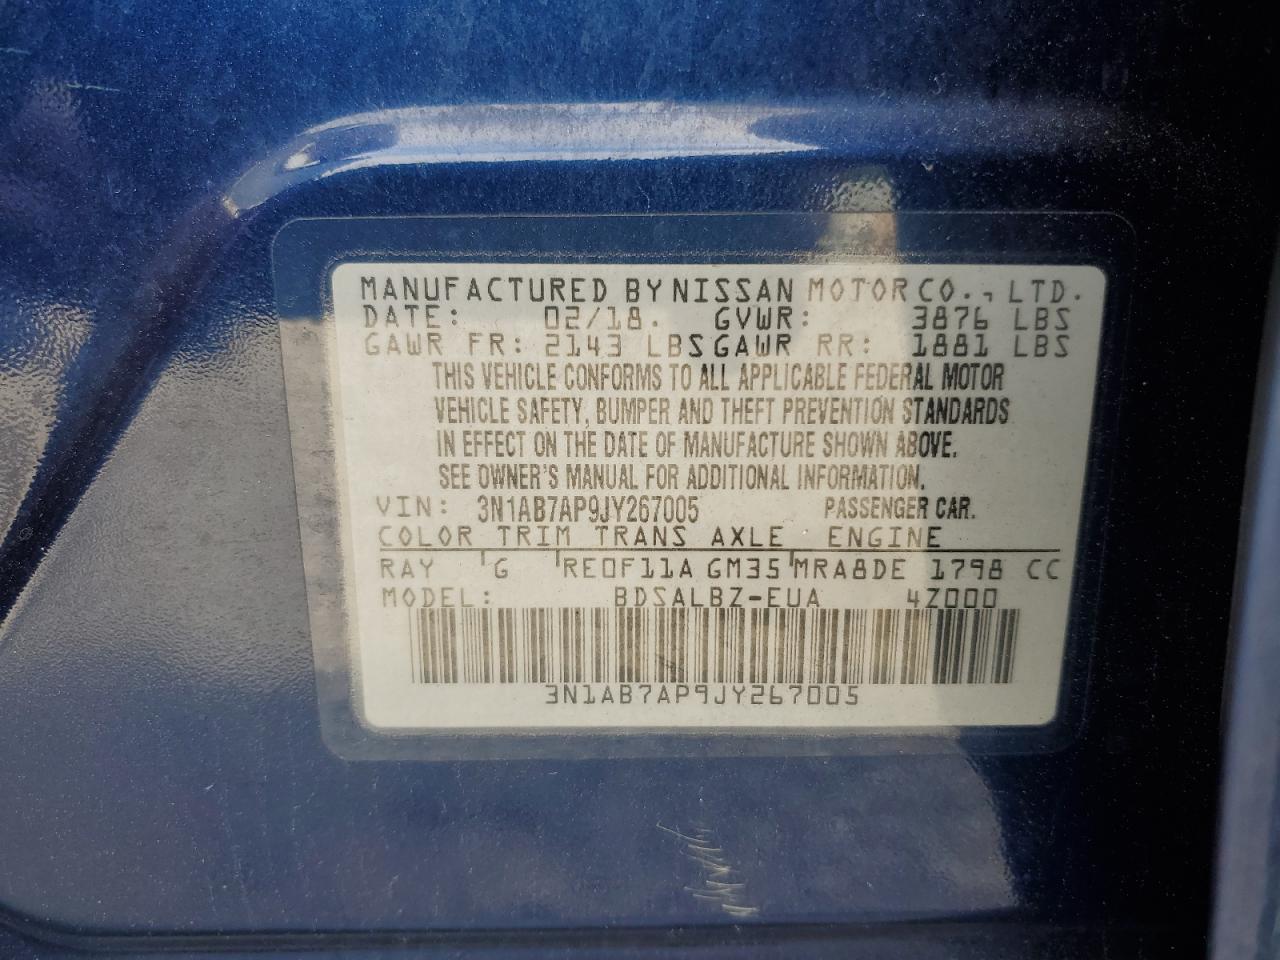 MANUFACTURED BY NISSAN MOTOR CO., LTD.
DATE: 02/18. GVWR: 3876 LBS
GAWR FR: 2143 LBS GAWR RR: 1881 LBS
THIS VEHICLE CONFORMS TO ALL APPLICABLE FEDERAL MOTOR
VEHICLE SAFETY, BUMPER AND THEFT PREVENTION STANDARDS
IN EFFECT ON THE DATE OF MANUFACTURE SHOWN ABOVE.
SEE OWNER'S MANUAL FOR ADDITIONAL INFORMATION.
VIN: 3N1AB7AP9JY267005 PASSENGER CAR.
COLOR TRIM TRANS AXLE ENGINE
RAY G RE0F11A GM35 MRA8DE 1798 CC
MODEL: BDSALBZ-EUA 4Z000
3N1AB7AP9JY267005